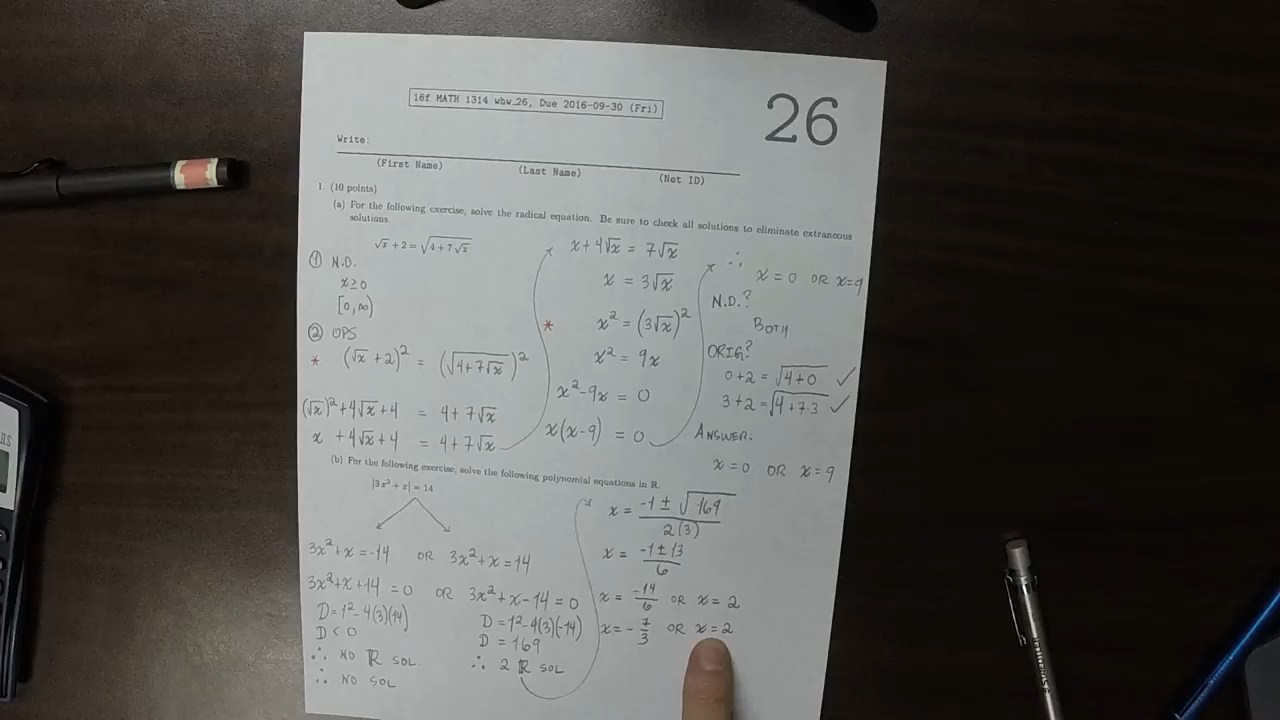 16f MATH 1314 wbw_26, Due 2016-09-30 (Fri)
26
Write:
(First Name) (Last Name) (Net ID)
1. (10 points)
(a) For the following exercise, solve the radical equation. Be sure to check all solutions to eliminate extraneous
solutions.
√x + 2 = √(4 + 7√x)
① N.D.
x ≥ 0
[0, ∞)
② OPS
* (√x + 2)² = (√(4+7√x))²
(√x)² + 4√x + 4 = 4 + 7√x
x + 4√x + 4 = 4 + 7√x
x + 4√x = 7√x
x = 3√x
* x² = (3√x)²
x² = 9x
x² - 9x = 0
x(x-9) = 0
∴
x = 0 OR x = 9
N.D.?
BOTH
ORIG?
0 + 2 = √(4+0) ✓
3 + 2 = √(4+7·3) ✓
ANSWER:
x = 0 OR x = 9
(b) For the following exercise, solve the following polynomial equations in ℝ.
|3x² + x| = 14
3x² + x = -14 OR 3x² + x = 14
3x² + x + 14 = 0 OR 3x² + x - 14 = 0
D = 1² - 4(3)(14)
D < 0
∴ NO ℝ SOL.
∴ NO SOL
D = 1² - 4(3)(-14)
D = 169
∴ 2 ℝ SOL
x = (-1 ± √169)/2(3)
x = (-1 ± 13)/6
x = -14/6 OR x = 2
x = -7/3 OR x = 2